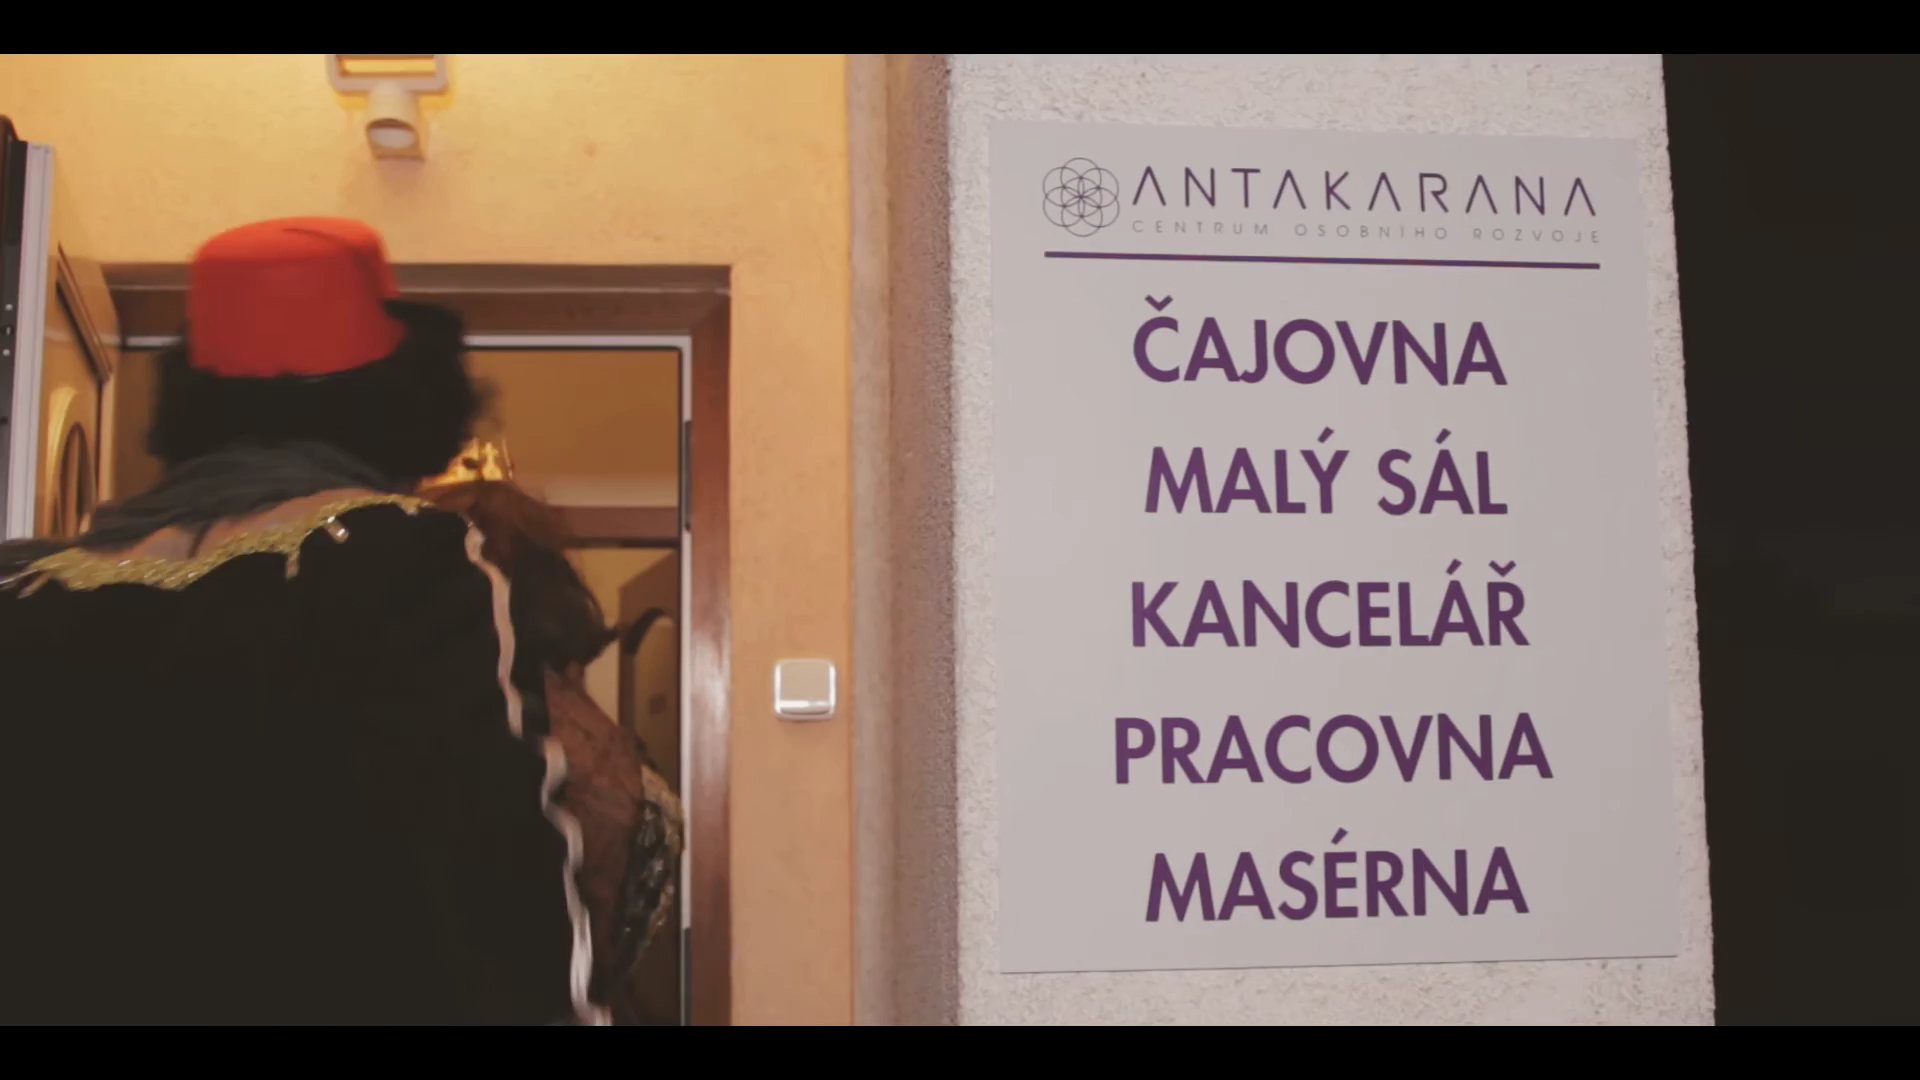 ANTAKARANA
CENTRUM OSOBNÍHO ROZVOJE
ČAJOVNA
MALÝ SÁL
KANCELÁŘ
PRACOVNA
MASÉRNA